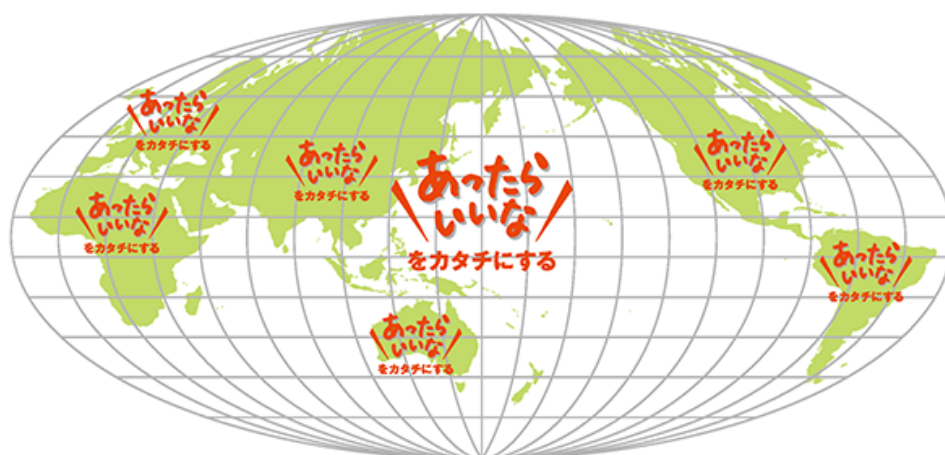 あったら
いいな
をカタチにする
あったら
いいな
をカタチにする
あったら
いいな
をカタチにする
あったら
いいな
をカタチにする
あったら
いいな
をカタチにする
あったら
いいな
をカタチにする
あったら
いいな
をカタチにする